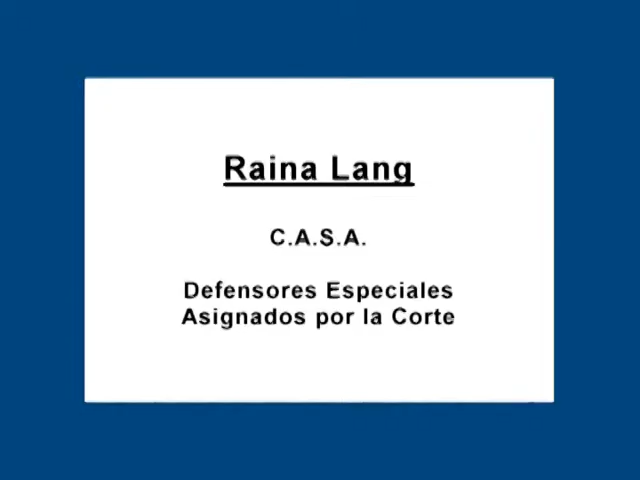 Raina Lang
C.A.S.A.
Defensores Especiales
Asignados por la Corte